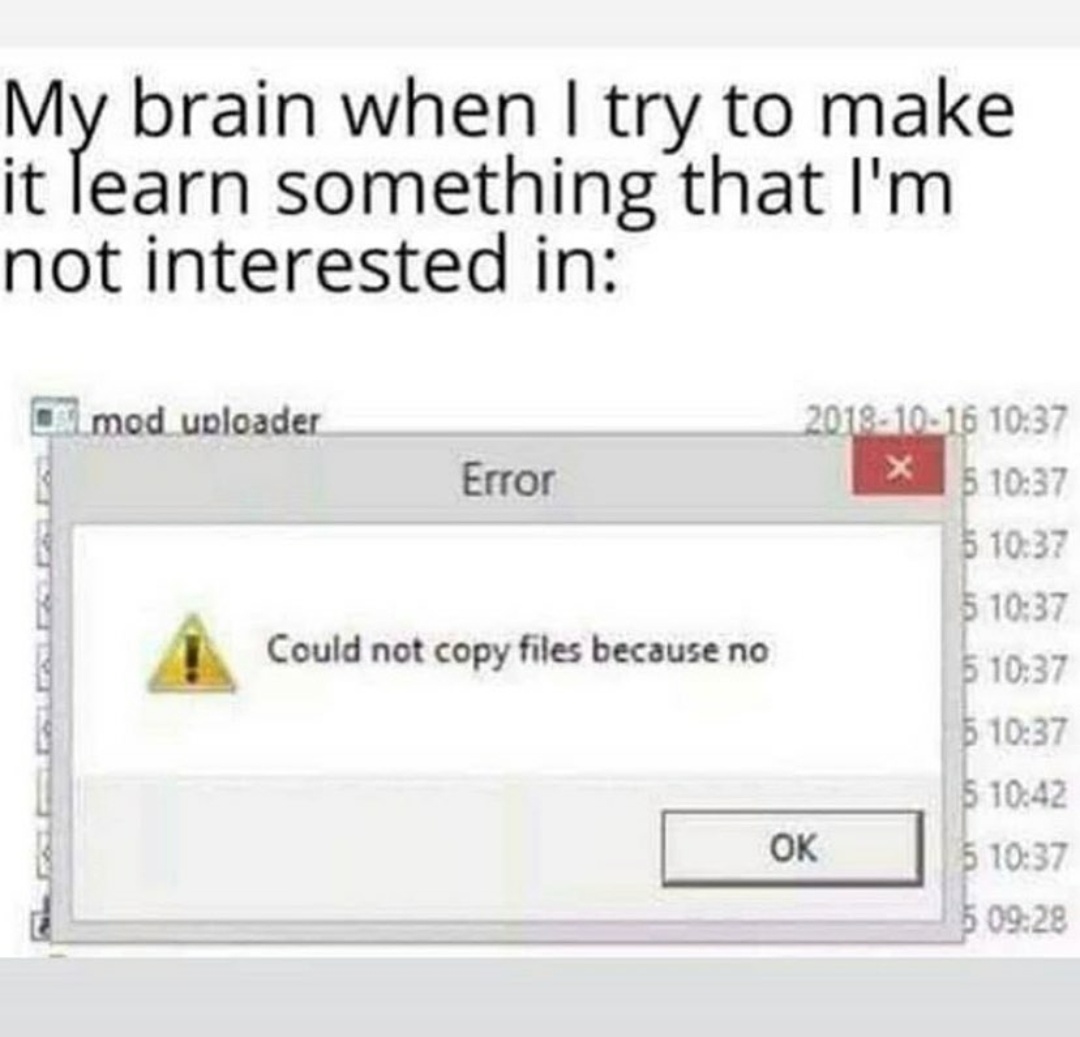 My brain when I try to make
it learn something that I'm
not interested in:
mod uploader 2018-10-16 10:37
Error
5 10:37
5 10:37
5 10:37
Could not copy files because no
5 10:37
5 10:37
5 10:42
OK
5 10:37
5 09:28